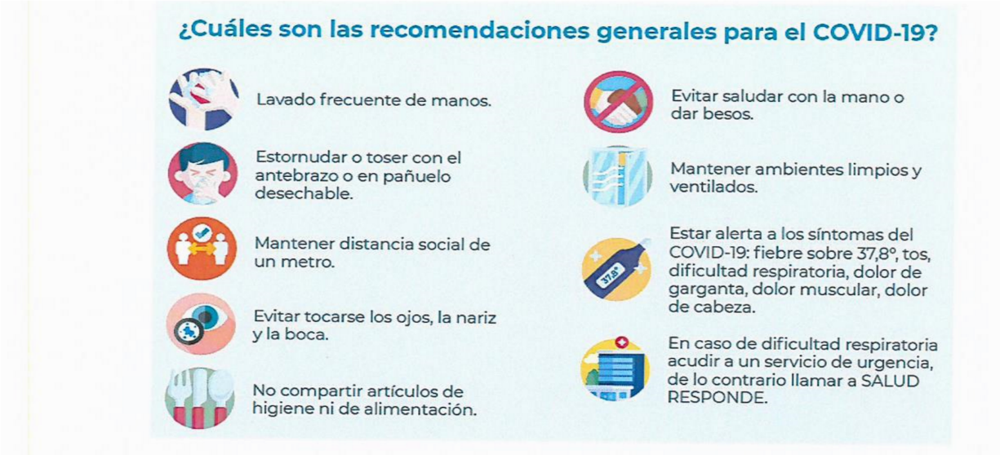 ¿Cuáles son las recomendaciones generales para el COVID-19?
Lavado frecuente de manos.
Estornudar o toser con el
antebrazo o en pañuelo
desechable.
Mantener distancia social de
un metro.
Evitar tocarse los ojos, la nariz
y la boca.
No compartir artículos de
higiene ni de alimentación.
Evitar saludar con la mano o
dar besos.
Mantener ambientes limpios y
ventilados.
Estar alerta a los síntomas del
COVID-19: fiebre sobre 37,8°, tos,
dificultad respiratoria, dolor de
garganta, dolor muscular, dolor
de cabeza.
37,8°
En caso de dificultad respiratoria
acudir a un servicio de urgencia,
de lo contrario llamar a SALUD
RESPONDE.